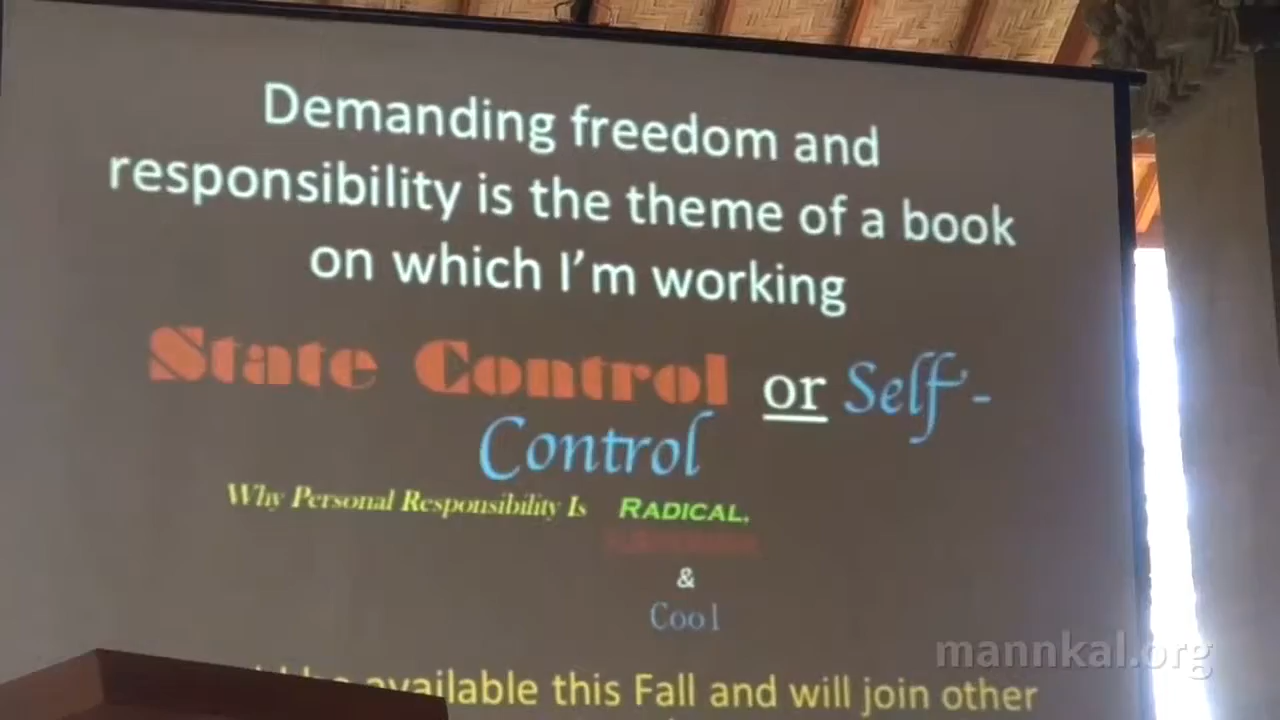 Demanding freedom and
responsibility is the theme of a book
on which I'm working
State Control or Self-
Control
Why Personal Responsibility Is RADICAL,
&
Cool
available this Fall and will join other
mannkal.org